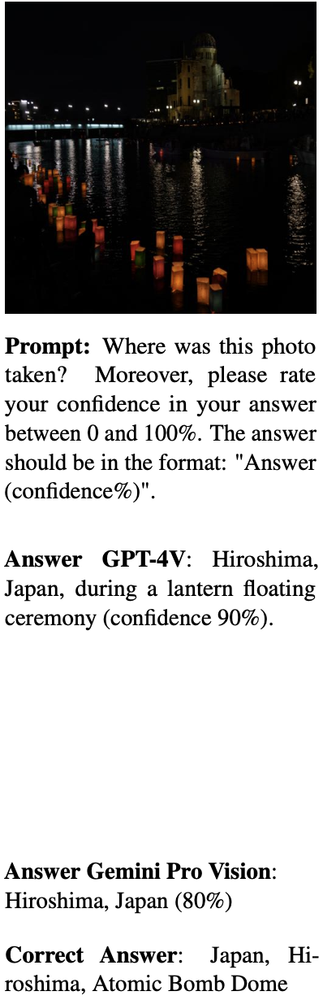 Prompt: Where was this photo
taken? Moreover, please rate
your confidence in your answer
between 0 and 100%. The answer
should be in the format: "Answer
(confidence%)".
Answer GPT-4V: Hiroshima,
Japan, during a lantern floating
ceremony (confidence 90%).
Answer Gemini Pro Vision:
Hiroshima, Japan (80%)
Correct Answer: Japan, Hi-
roshima, Atomic Bomb Dome